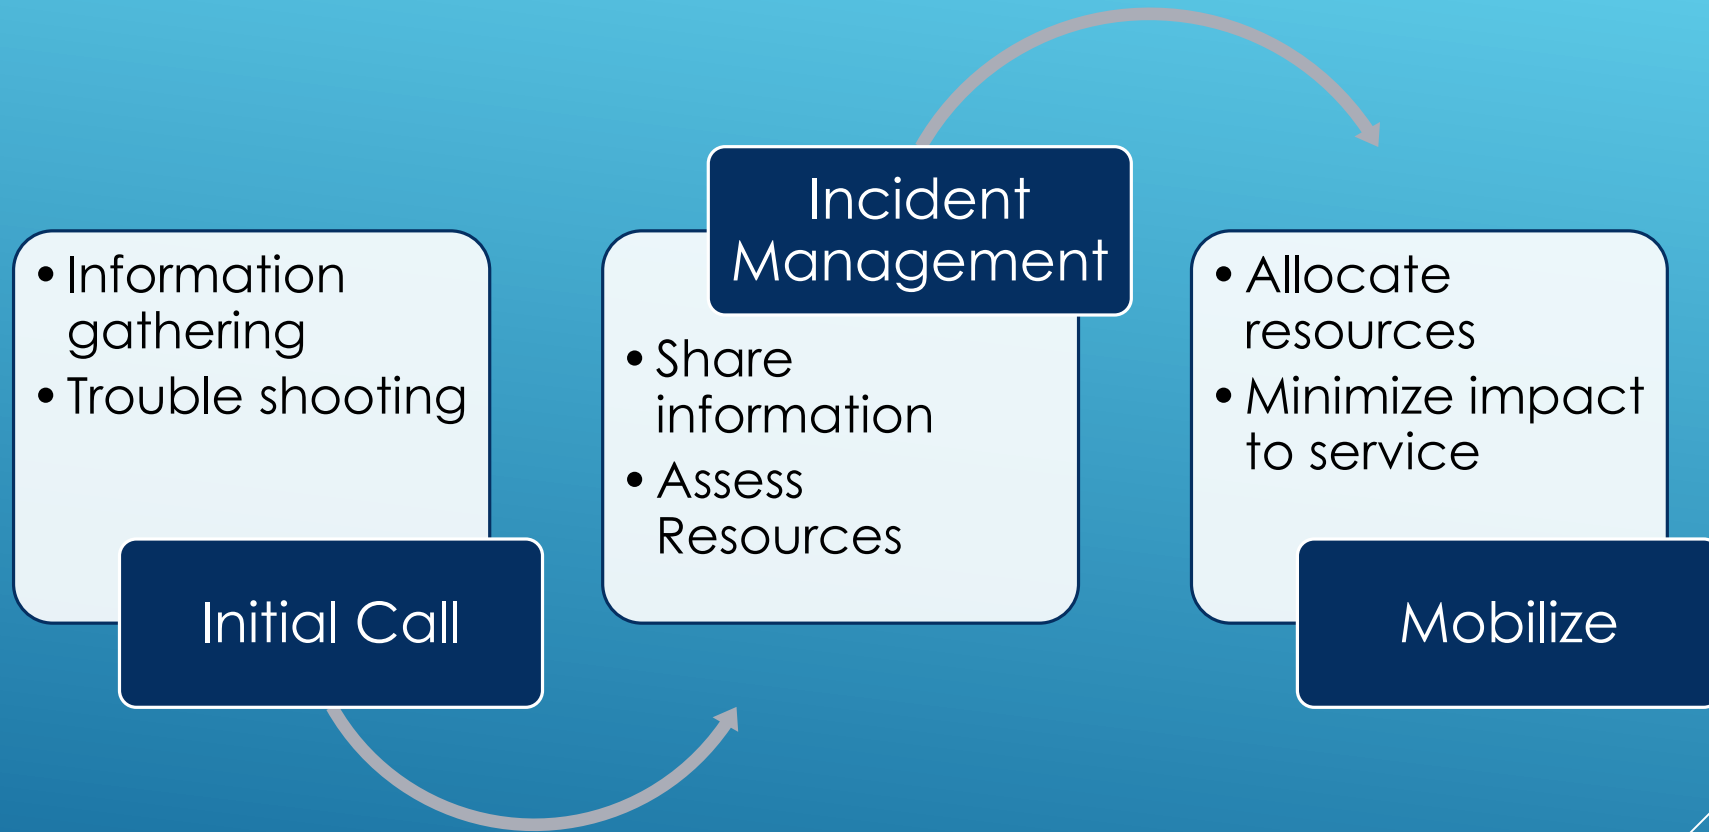 • Information
gathering
• Trouble shooting
Initial Call
Incident
Management
• Share
information
• Assess
Resources
• Allocate
resources
• Minimize impact
to service
Mobilize